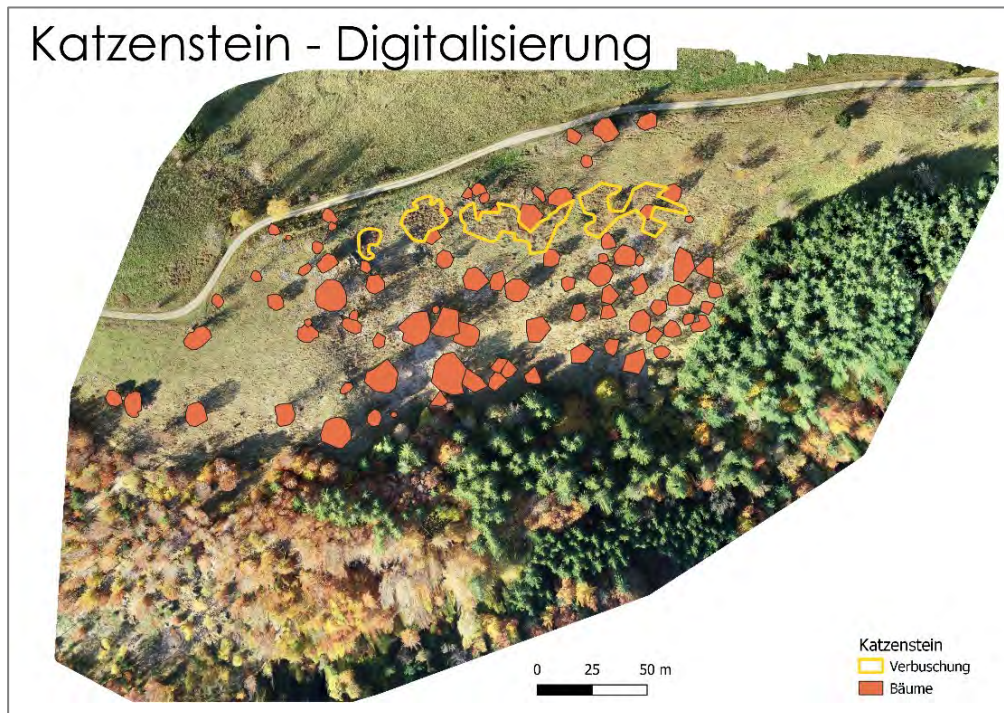 Katzenstein - Digitalisierung
0 25 50 m
Katzenstein
Verbuschung
Bäume